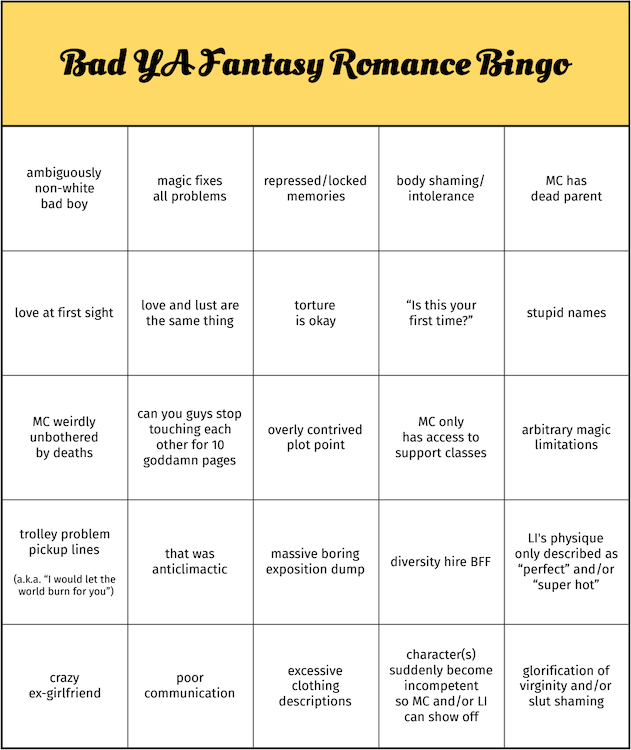 Bad YA Fantasy Romance Bingo
ambiguously
non-white
bad boy
magic fixes
all problems
repressed/locked
memories
body shaming/
intolerance
MC has
dead parent
love at first sight
love and lust are
the same thing
torture
is okay
“Is this your
first time?”
stupid names
MC weirdly
unbothered
by deaths
can you guys stop
touching each
other for 10
goddamn pages
overly contrived
plot point
MC only
has access to
support classes
arbitrary magic
limitations
trolley problem
pickup lines
(a.k.a. “I would let the
world burn for you”)
that was
anticlimactic
massive boring
exposition dump
diversity hire BFF
LI's physique
only described as
“perfect” and/or
“super hot”
crazy
ex-girlfriend
poor
communication
excessive
clothing
descriptions
character(s)
suddenly become
incompetent
so MC and/or LI
can show off
glorification of
virginity and/or
slut shaming